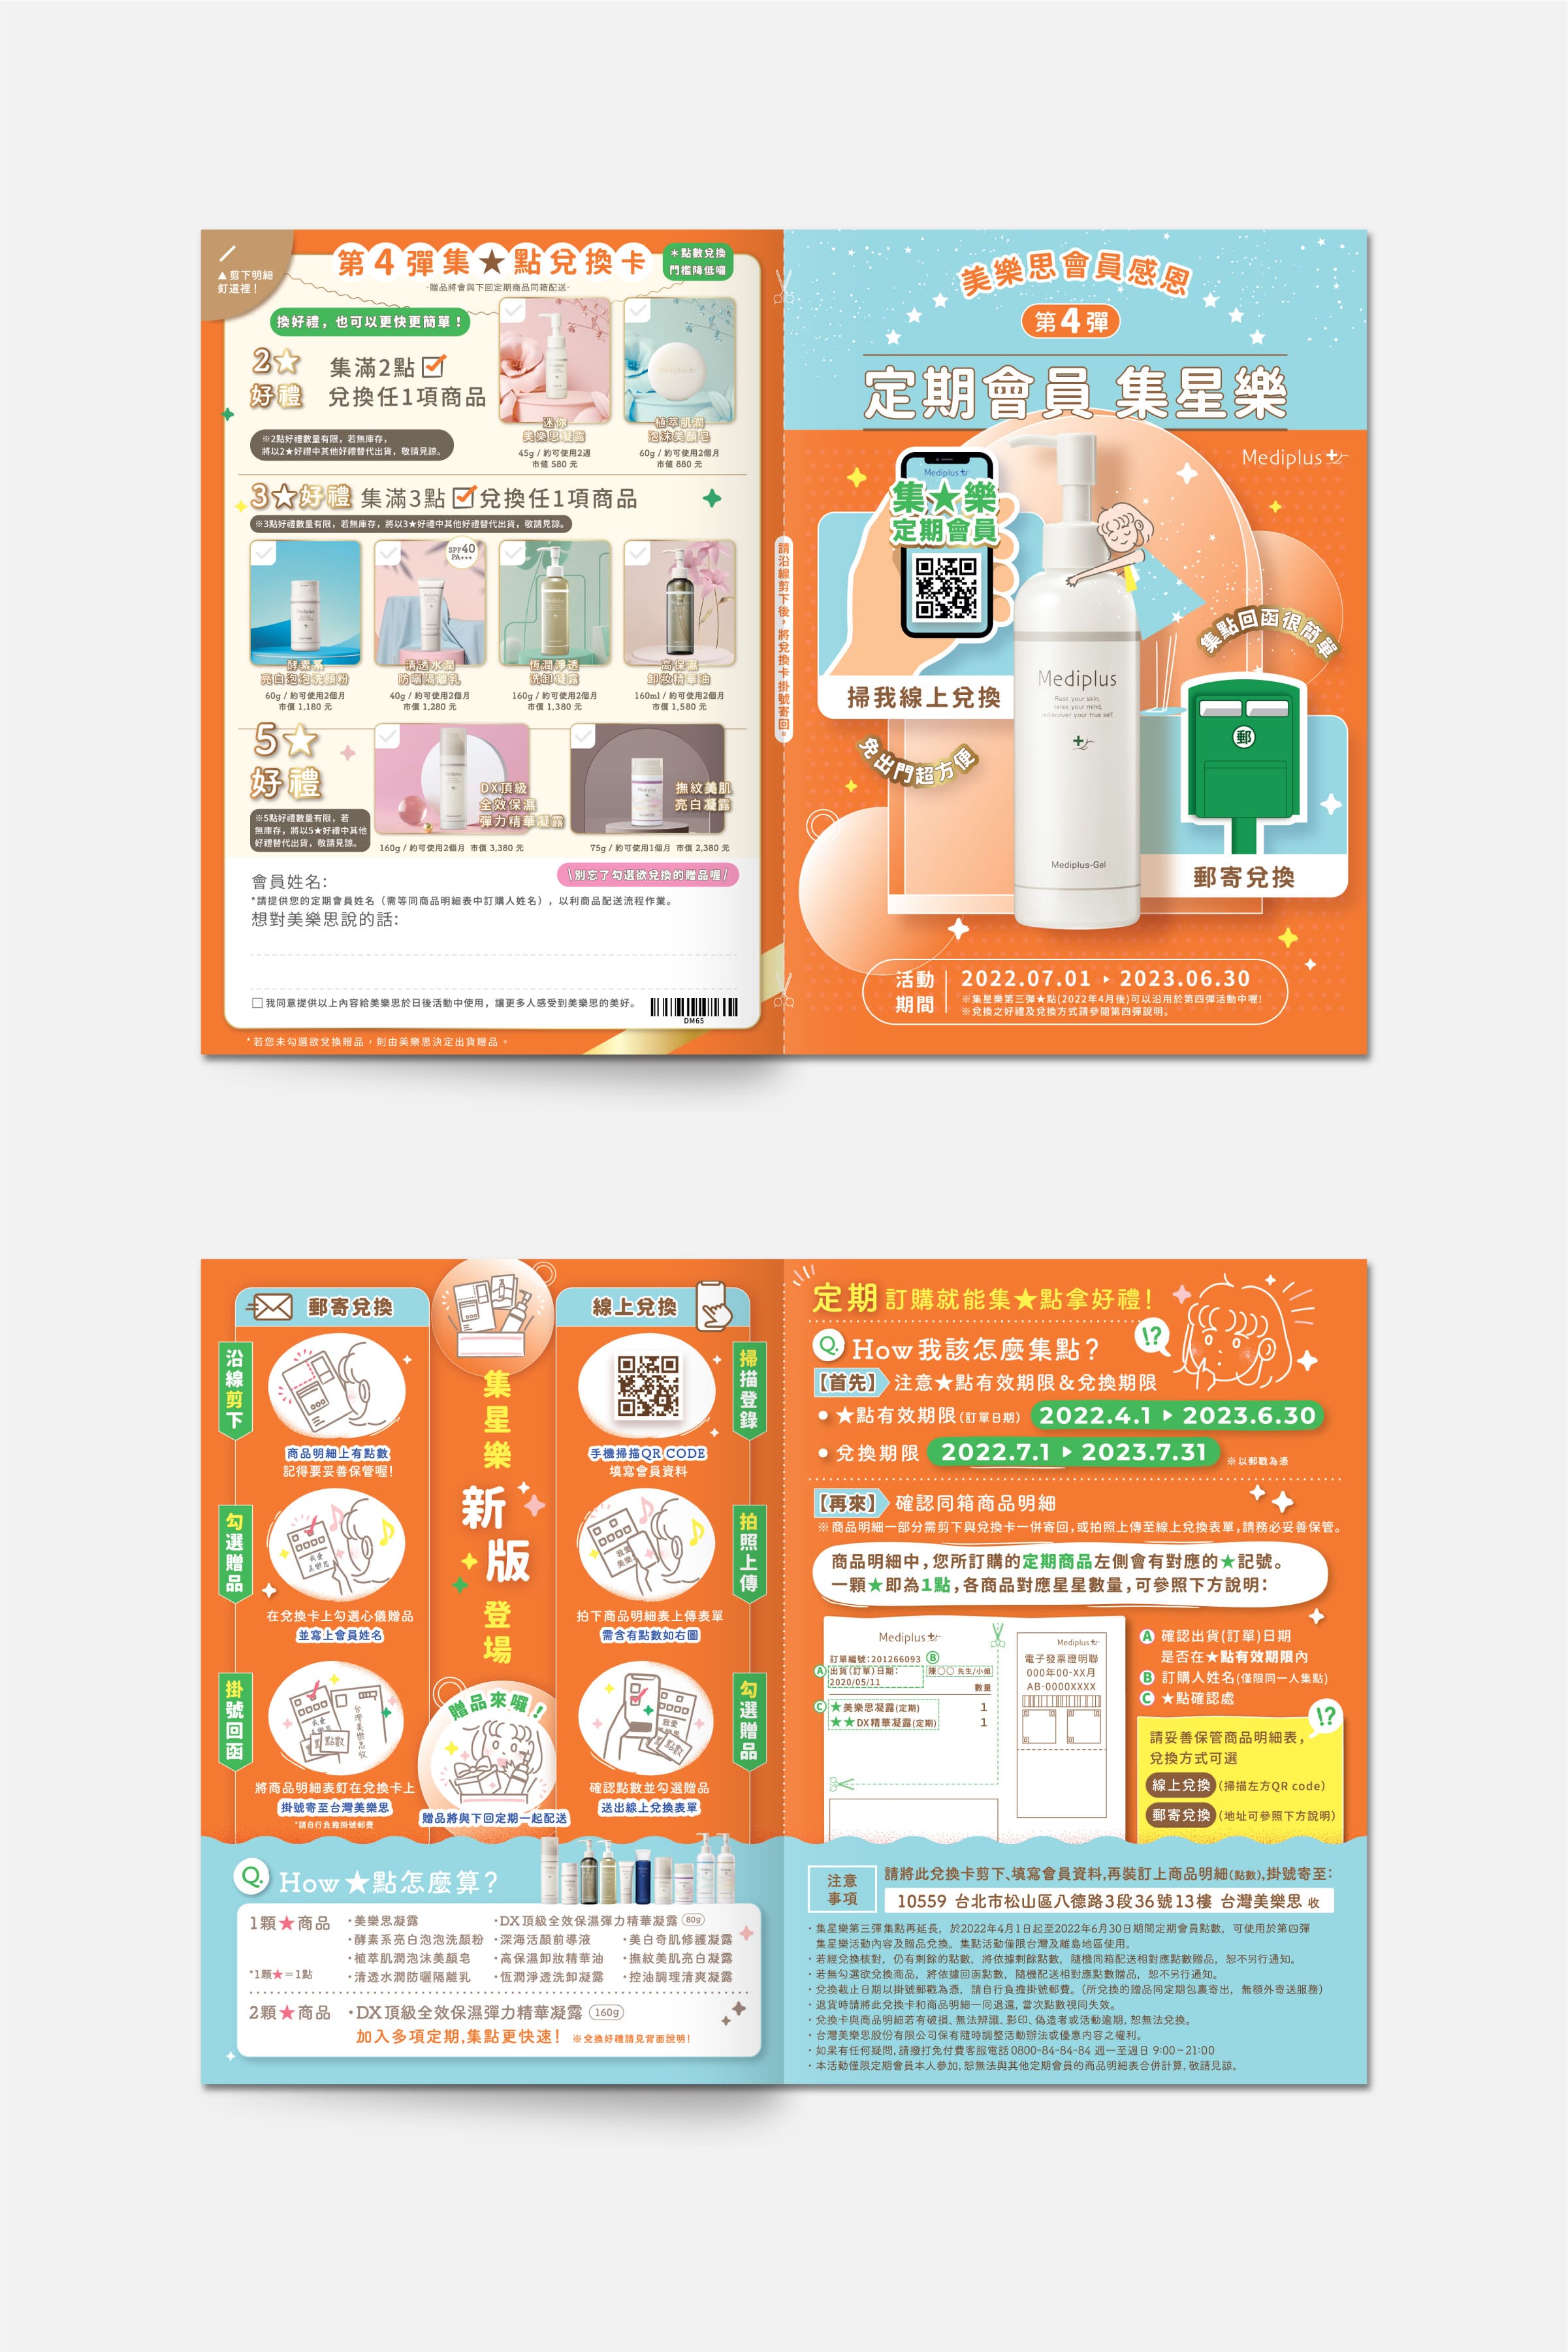 ▲剪下明細
釘這裡！
第4彈集★點兌換卡
-贈品將會與下回定期商品同箱配送-
＊點數兌換
門檻降低囉
換好禮，也可以更快更簡單！
2☆
好禮
集滿2點☑
兌換任1項商品
※2點好禮數量有限，若無庫存，
將以2★好禮中其他好禮替代出貨，敬請見諒。
迷你
美樂思凝露
45g / 約可使用2週
市值 580 元
植萃肌潤
泡沫美顏皂
60g / 約可使用2個月
市值 880 元
3☆好禮 集滿3點☑兌換任1項商品
※3點好禮數量有限，若無庫存，將以3★好禮中其他好禮替代出貨，敬請見諒。
酵素系
亮白泡泡洗顏粉
60g / 約可使用2個月
市價 1,180 元
SPF40
PA+++
清透水潤
防曬隔離乳
40g / 約可使用2個月
市價 1,280 元
恆潤淨透
洗卸凝露
160g / 約可使用2個月
市價 1,380 元
高保濕
卸妝精華油
160ml / 約可使用2個月
市價 1,580 元
5☆
好禮
※5點好禮數量有限，若
無庫存，將以5★好禮中其他
好禮替代出貨，敬請見諒。
DX頂級
全效保濕
彈力精華凝露
160g / 約可使用2個月 市價 3,380 元
撫紋美肌
亮白凝露
75g / 約可使用1個月 市價 2,380 元
\別忘了勾選欲兌換的贈品喔/
會員姓名:
*請提供您的定期會員姓名（需等同商品明細表中訂購人姓名），以利商品配送流程作業。
想對美樂思說的話:
□我同意提供以上內容給美樂思於日後活動中使用，讓更多人感受到美樂思的美好。
DM65
*若您未勾選欲兌換贈品，則由美樂思決定出貨贈品。
請沿線剪下後，將兌換卡掛號寄回。
美樂思會員感恩
第4彈
定期會員 集星樂
Mediplus
Mediplus
集★樂
定期會員
掃我線上兌換
免出門超方便
Mediplus
Rest your skin,
relax your mind,
rediscover your true self.
Mediplus-Gel
集點回函很簡單
郵
郵寄兌換
活動
期間
2022.07.01 ▸ 2023.06.30
※集星樂第三彈★點(2022年4月後)可以沿用於第四彈活動中喔!
※兌換之好禮及兌換方式請參閱第四彈說明。
郵寄兌換
沿線剪下
商品明細上有點數
記得要妥善保管喔!
勾選贈品
在兌換卡上勾選心儀贈品
並寫上會員姓名
掛號回函
將商品明細表釘在兌換卡上
掛號寄至台灣美樂思
*請自行負擔掛號郵費
集星樂
新版
登場
贈品來囉！
贈品將與下回定期一起配送
線上兌換
掃描登錄
手機掃描QR CODE
填寫會員資料
拍照上傳
拍下商品明細表上傳表單
需含有點數如右圖
勾選贈品
確認點數並勾選贈品
送出線上兌換表單
Q. How★點怎麼算?
1顆★商品
*1顆★=1點
・美樂思凝露
・酵素系亮白泡泡洗顏粉
・植萃肌潤泡沫美顏皂
・清透水潤防曬隔離乳
・DX頂級全效保濕彈力精華凝露 80g
・深海活顏前導液
・高保濕卸妝精華油
・恆潤淨透洗卸凝露
・美白奇肌修護凝露
・撫紋美肌亮白凝露
・控油調理清爽凝露
2顆★商品 ・DX頂級全效保濕彈力精華凝露 160g
加入多項定期,集點更快速! ※兌換好禮請見背面說明!
定期訂購就能集★點拿好禮!
Q. How我該怎麼集點?
!?
【首先】注意★點有效期限＆兌換期限
● ★點有效期限(訂單日期) 2022.4.1 ▸ 2023.6.30
● 兌換期限 2022.7.1 ▸ 2023.7.31 ※以郵戳為憑
【再來】確認同箱商品明細
※商品明細一部分需剪下與兌換卡一併寄回,或拍照上傳至線上兌換表單,請務必妥善保管。
商品明細中,您所訂購的定期商品左側會有對應的★記號。
一顆★即為1點,各商品對應星星數量,可參照下方說明:
Mediplus
訂單編號:201266093 B
A 出貨(訂單)日期:
2020/05/11
陳○○ 先生/小姐
數量
C ★美樂思凝露(定期) 1
★★DX精華凝露(定期) 1
Mediplus
電子發票證明聯
000年00-XX月
AB-0000XXXX
A 確認出貨(訂單)日期
是否在★點有效期限內
B 訂購人姓名(僅限同一人集點)
C ★點確認處
!?
請妥善保管商品明細表,
兌換方式可選
線上兌換 (掃描左方QR code)
郵寄兌換 (地址可參照下方說明)
注意
事項
請將此兌換卡剪下、填寫會員資料,再裝訂上商品明細(點數),掛號寄至:
10559 台北市松山區八德路3段36號13樓 台灣美樂思 收
・集星樂第三彈集點再延長，於2022年4月1日起至2022年6月30日期間定期會員點數，可使用於第四彈
集星樂活動內容及贈品兌換。集點活動僅限台灣及離島地區使用。
・若經兌換核對，仍有剩餘的點數，將依據剩餘點數，隨機同箱配送相對應點數贈品，恕不另行通知。
・若無勾選欲兌換商品，將依據回函點數，隨機配送相對應點數贈品，恕不另行通知。
・兌換截止日期以掛號郵戳為憑，請自行負擔掛號郵費。（所兌換的贈品同定期包裹寄出，無額外寄送服務）
・退貨時請將此兌換卡和商品明細一同退還，當次點數視同失效。
・兌換卡與商品明細若有破損、無法辨識、影印、偽造者或活動逾期，恕無法兌換。
・台灣美樂思股份有限公司保有隨時調整活動辦法或優惠內容之權利。
・如果有任何疑問,請撥打免付費客服電話 0800-84-84-84 週一至週日 9:00~21:00
・本活動僅限定期會員本人參加,恕無法與其他定期會員的商品明細表合併計算,敬請見諒。